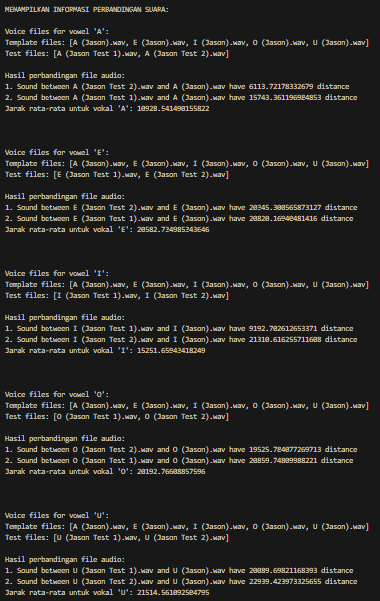 MENAMPILKAN INFORMASI PERBANDINGAN SUARA:
Voice files for vowel 'A':
Template files: [A (Jason).wav, E (Jason).wav, I (Jason).wav, O (Jason).wav, U (Jason).wav]
Test files: [A (Jason Test 1).wav, A (Jason Test 2).wav]
Hasil perbandingan file audio:
1. Sound between A (Jason Test 2).wav and A (Jason).wav have 6113.72178332679 distance
2. Sound between A (Jason Test 1).wav and A (Jason).wav have 15743.361196984853 distance
Jarak rata-rata untuk vokal 'A': 10928.541490155822
Voice files for vowel 'E':
Template files: [A (Jason).wav, E (Jason).wav, I (Jason).wav, O (Jason).wav, U (Jason).wav]
Test files: [E (Jason Test 1).wav, E (Jason Test 2).wav]
Hasil perbandingan file audio:
1. Sound between E (Jason Test 2).wav and E (Jason).wav have 20345.300565873127 distance
2. Sound between E (Jason Test 1).wav and E (Jason).wav have 20820.16940481416 distance
Jarak rata-rata untuk vokal 'E': 20582.734985343646
Voice files for vowel 'I':
Template files: [A (Jason).wav, E (Jason).wav, I (Jason).wav, O (Jason).wav, U (Jason).wav]
Test files: [I (Jason Test 1).wav, I (Jason Test 2).wav]
Hasil perbandingan file audio:
1. Sound between I (Jason Test 1).wav and I (Jason).wav have 9192.702612653371 distance
2. Sound between I (Jason Test 2).wav and I (Jason).wav have 21310.616255711608 distance
Jarak rata-rata untuk vokal 'I': 15251.65943418249
Voice files for vowel 'O':
Template files: [A (Jason).wav, E (Jason).wav, I (Jason).wav, O (Jason).wav, U (Jason).wav]
Test files: [O (Jason Test 1).wav, O (Jason Test 2).wav]
Hasil perbandingan file audio:
1. Sound between O (Jason Test 2).wav and O (Jason).wav have 19525.784077269713 distance
2. Sound between O (Jason Test 1).wav and O (Jason).wav have 20859.74809988221 distance
Jarak rata-rata untuk vokal 'O': 20192.76608857596
Voice files for vowel 'U':
Template files: [A (Jason).wav, E (Jason).wav, I (Jason).wav, O (Jason).wav, U (Jason).wav]
Test files: [U (Jason Test 1).wav, U (Jason Test 2).wav]
Hasil perbandingan file audio:
1. Sound between U (Jason Test 1).wav and U (Jason).wav have 20089.69821168393 distance
2. Sound between U (Jason Test 2).wav and U (Jason).wav have 22939.423973325655 distance
Jarak rata-rata untuk vokal 'U': 21514.561092504795